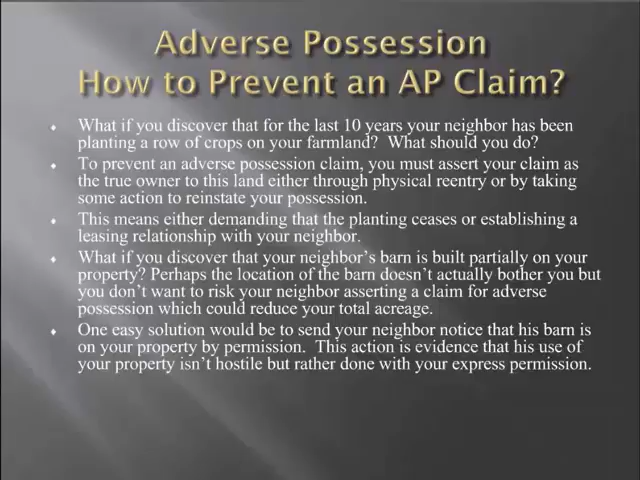 Adverse Possession
How to Prevent an AP Claim?
What if you discover that for the last 10 years your neighbor has been
planting a row of crops on your farmland? What should you do?
To prevent an adverse possession claim, you must assert your claim as
the true owner to this land either through physical reentry or by taking
some action to reinstate your possession.
This means either demanding that the planting ceases or establishing a
leasing relationship with your neighbor.
What if you discover that your neighbor's barn is built partially on your
property? Perhaps the location of the barn doesn't actually bother you but
you don't want to risk your neighbor asserting a claim for adverse
possession which could reduce your total acreage.
One easy solution would be to send your neighbor notice that his barn is
on your property by permission. This action is evidence that his use of
your property isn't hostile but rather done with your express permission.